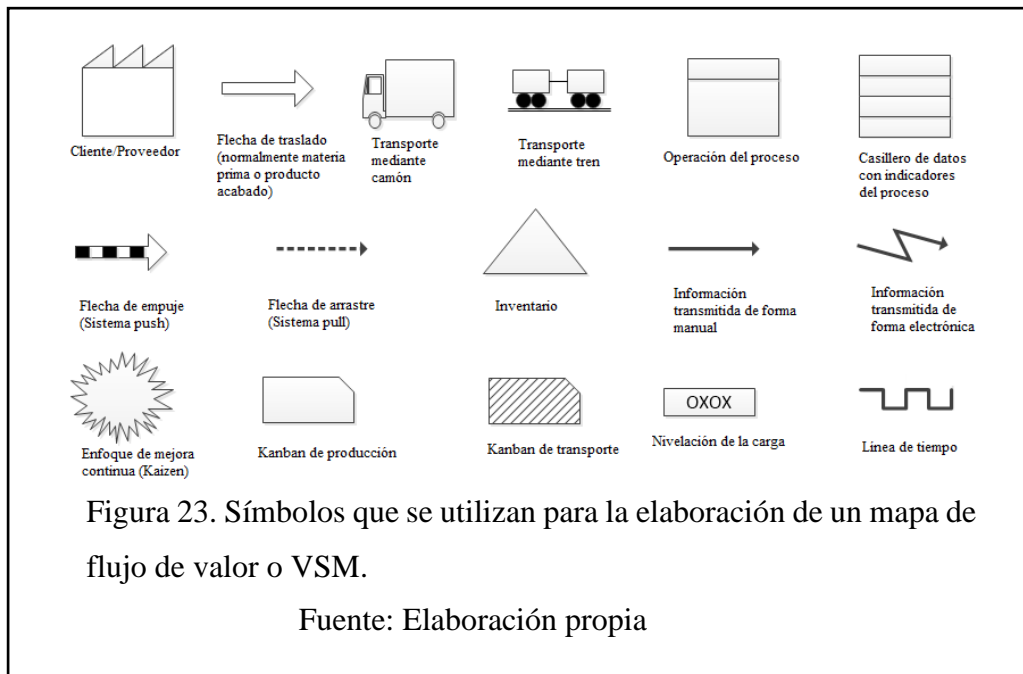 Cliente/Proveedor
Flecha de traslado
(normalmente materia
prima o producto
acabado)
Transporte
mediante
camón
Transporte
mediante tren
Operación del proceso
Casillero de datos
con indicadores
del proceso
Flecha de empuje
(Sistema push)
Flecha de arrastre
(Sistema pull)
Inventario
Información
transmitida de forma
manual
Información
transmitida de
forma electrónica
Enfoque de mejora
continua (Kaizen)
Kanban de producción
Kanban de transporte
OXOX
Nivelación de la carga
Linea de tiempo
Figura 23. Símbolos que se utilizan para la elaboración de un mapa de
flujo de valor o VSM.
Fuente: Elaboración propia